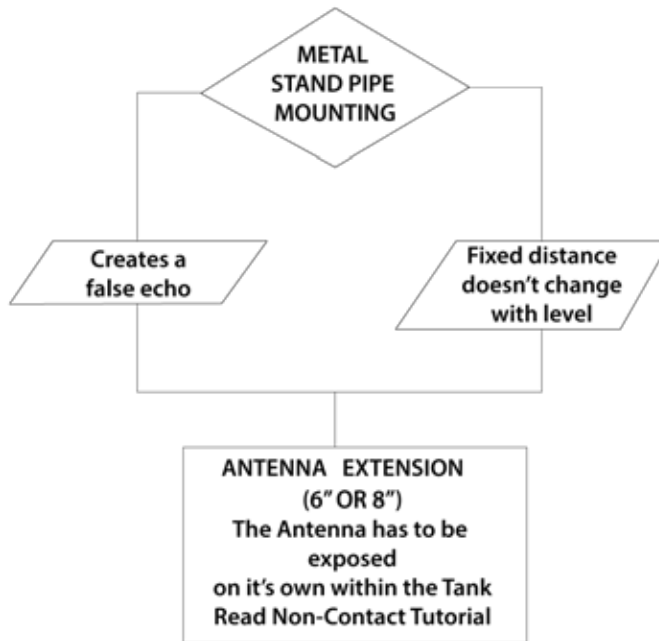 METAL
STAND PIPE
MOUNTING
Creates a
false echo
Fixed distance
doesn’t change
with level
ANTENNA EXTENSION
(6” OR 8”)
The Antenna has to be
exposed
on it’s own within the Tank
Read Non-Contact Tutorial